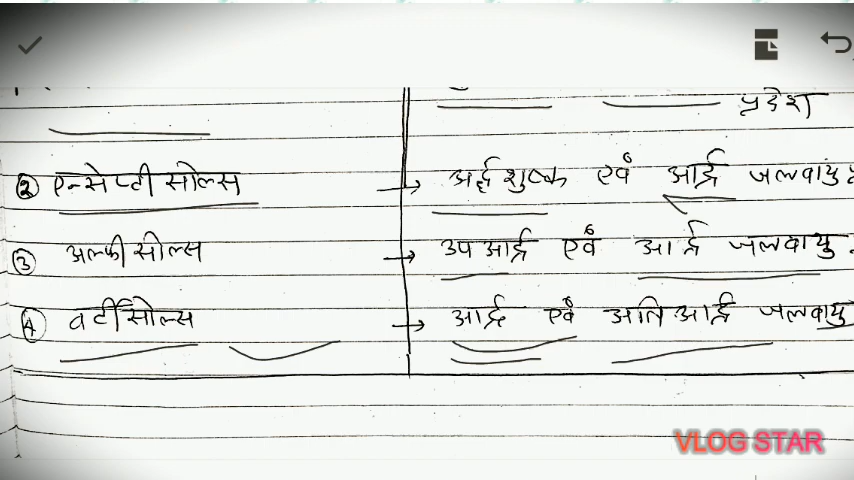 प्रदेश
② एन्सेप्टीसोल्स → अर्द्ध शुष्क एवं आर्द्र जलवायु
③ अल्फीसोल्स → उप आर्द्र एवं आर्द्र जलवायु
④ वर्टीसोल्स → आर्द्र एवं अति आर्द्र जलवायु
VLOG STAR